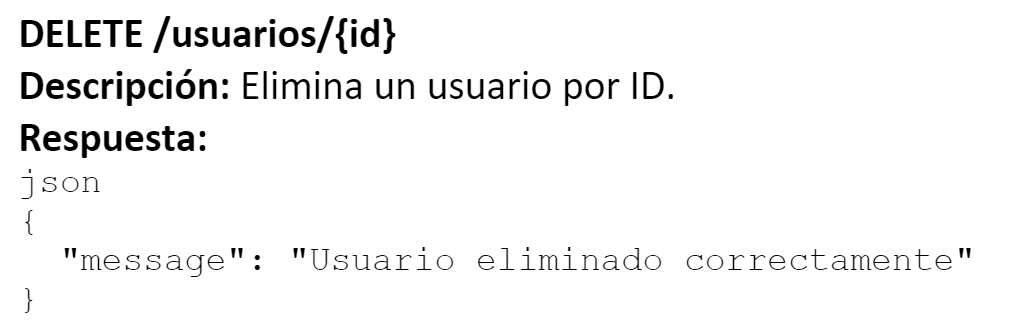 DELETE /usuarios/{id}
Descripción: Elimina un usuario por ID.
Respuesta:
json
{
  "message": "Usuario eliminado correctamente"
}